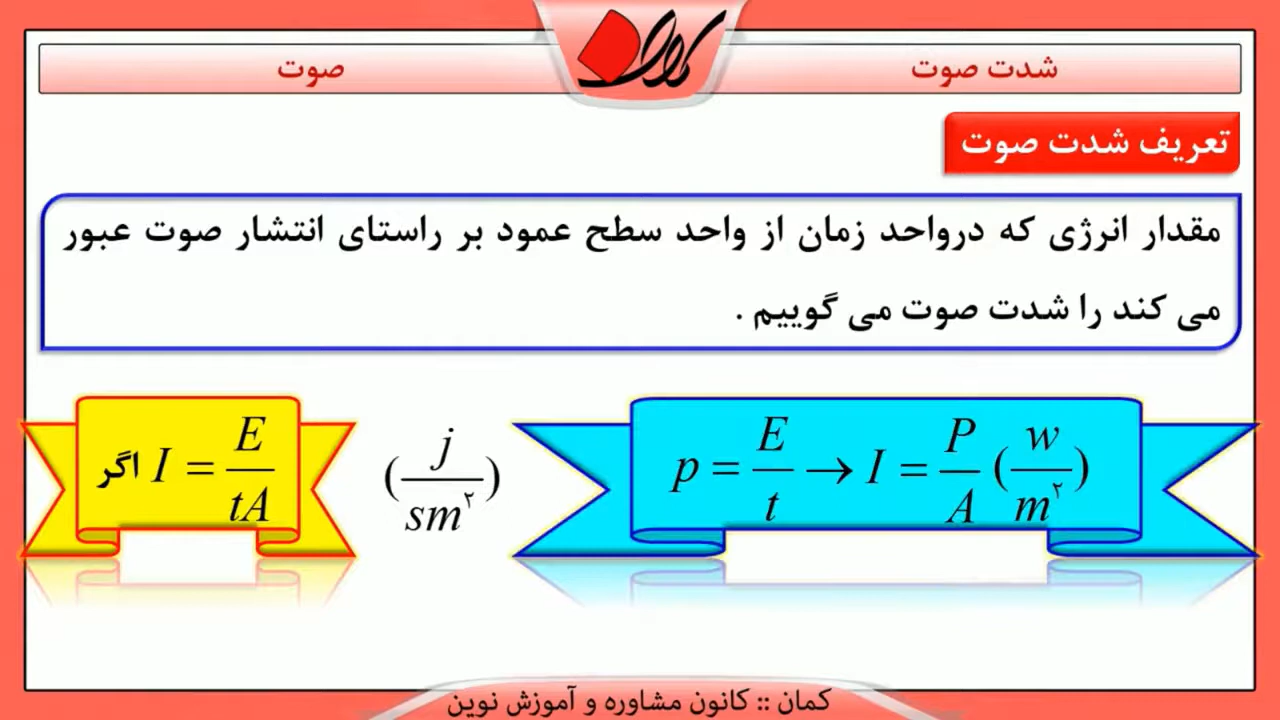 شدت صوت
صوت
کمان
تعریف شدت صوت
مقدار انرژی که درواحد زمان از واحد سطح عمود بر راستای انتشار صوت عبور
می کند را شدت صوت می گوییم .
اگر I = E/tA
(j/sm²)
p = E/t → I = P/A (w/m²)
کمان :: کانون مشاوره و آموزش نوین